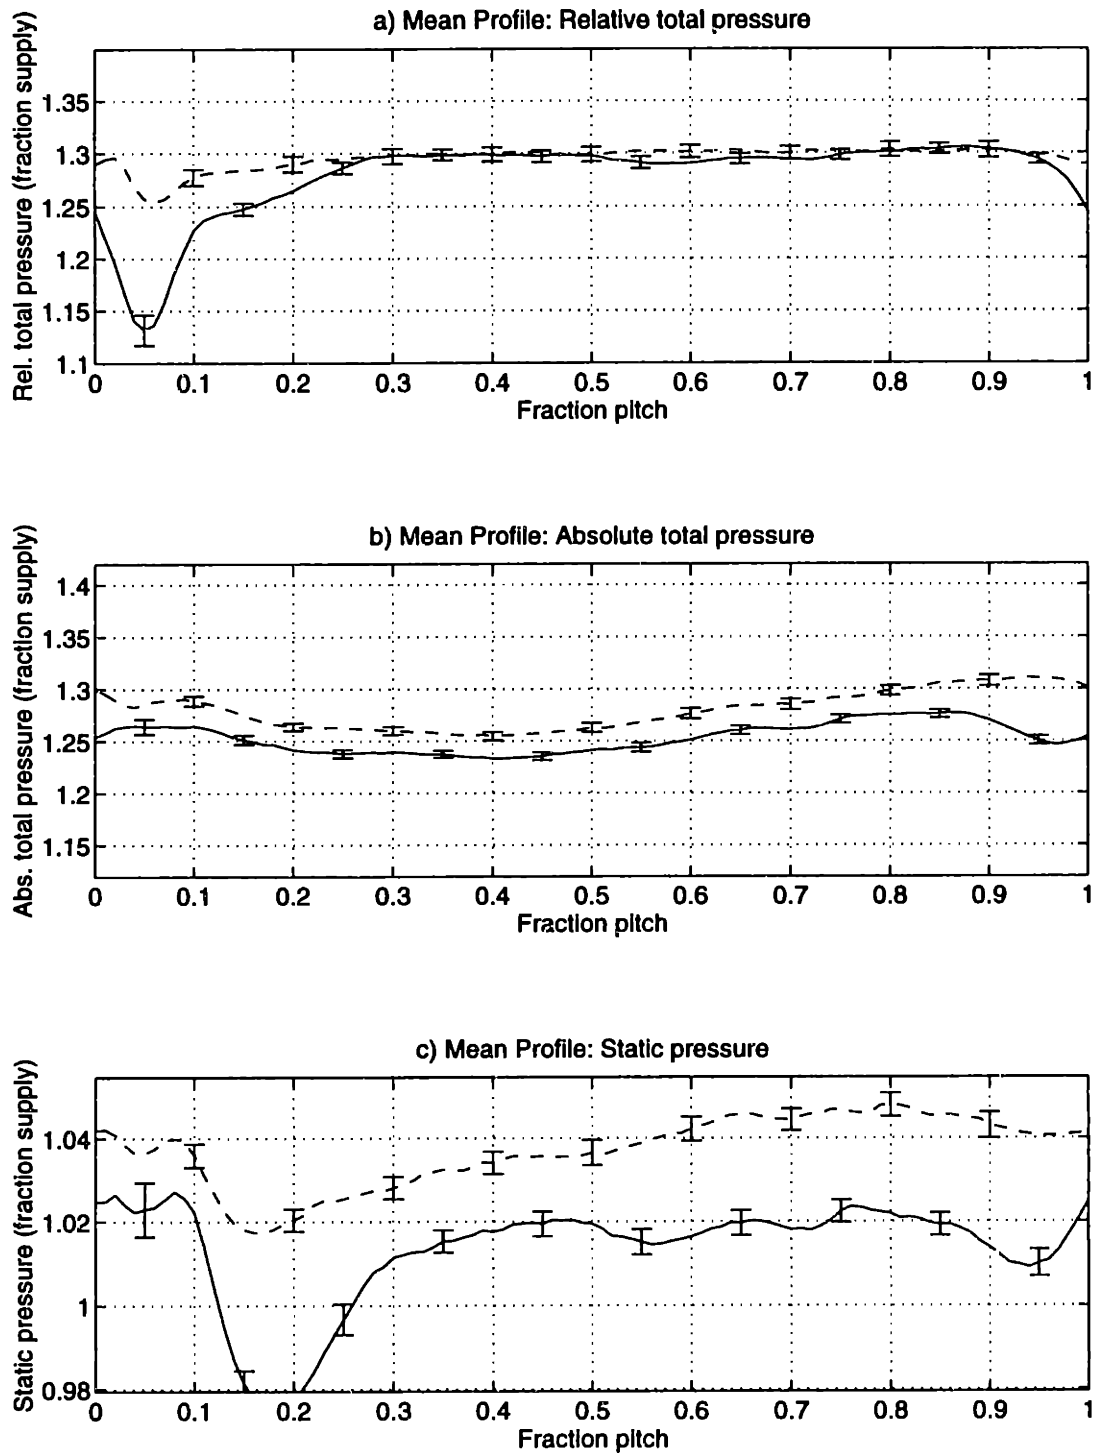 a) Mean Profile: Relative total pressure
Rel. total pressure (fraction supply)
1.35
1.3
1.25
1.2
1.15
1.1
0 0.1 0.2 0.3 0.4 0.5 0.6 0.7 0.8 0.9 1
Fraction pitch
b) Mean Profile: Absolute total pressure
Abs. total pressure (fraction supply)
1.4
1.35
1.3
1.25
1.2
1.15
0 0.1 0.2 0.3 0.4 0.5 0.6 0.7 0.8 0.9 1
Fraction pitch
c) Mean Profile: Static pressure
Static pressure (fraction supply)
1.04
1.02
1
0.98
0 0.1 0.2 0.3 0.4 0.5 0.6 0.7 0.8 0.9 1
Fraction pitch